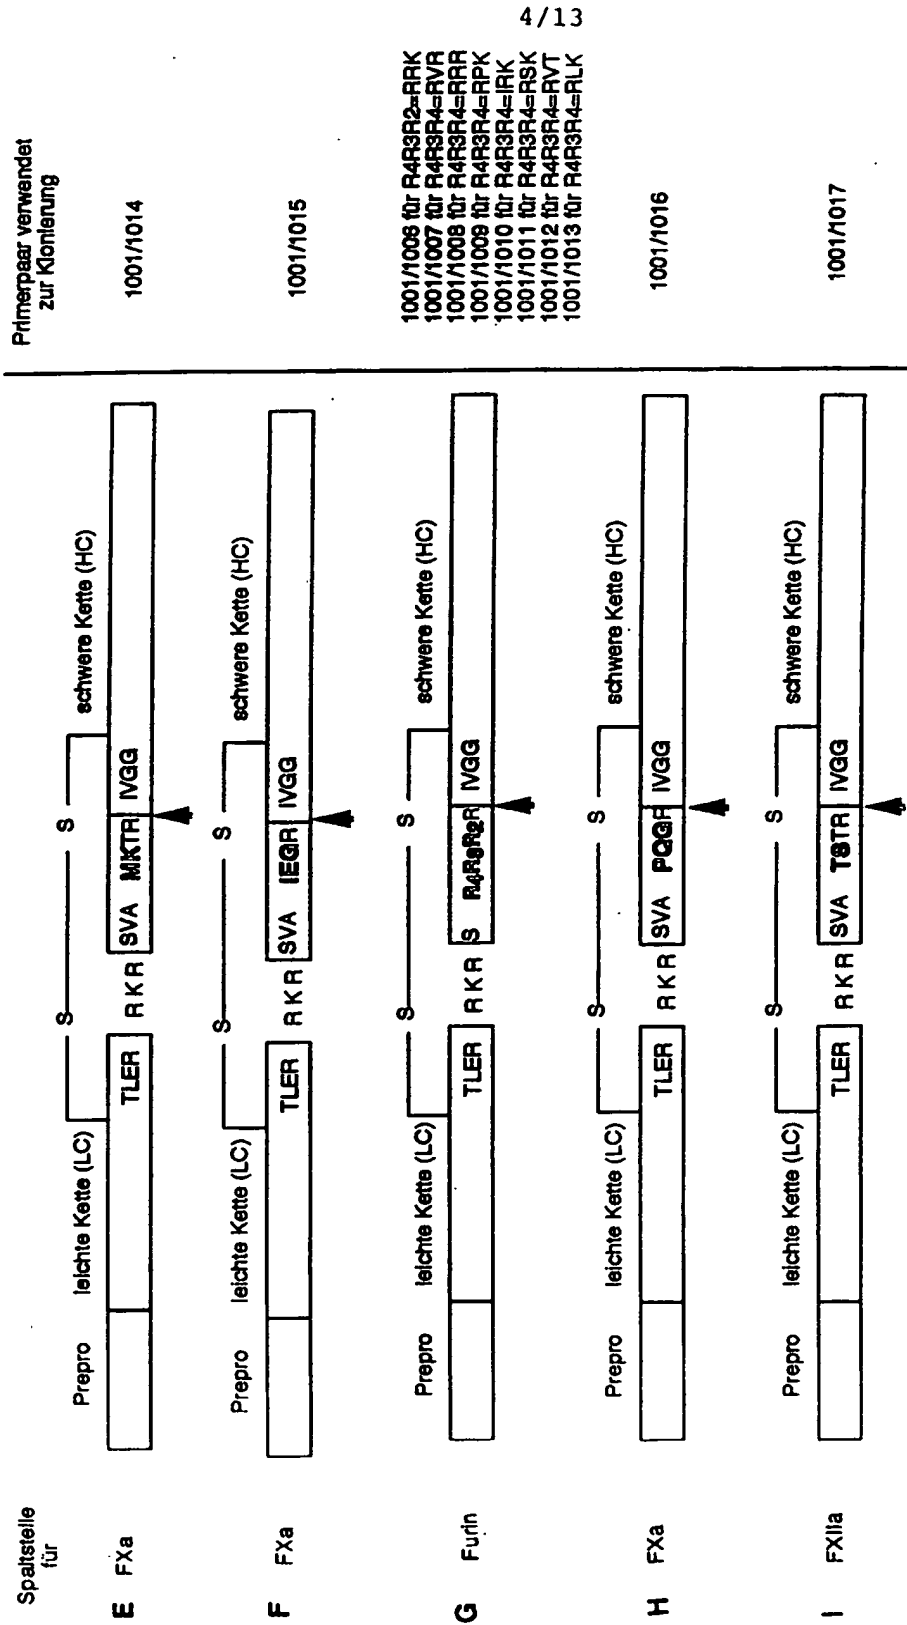 4/13
Spaltstelle
für
Primerpaar verwendet
zur Klonierung
E FXa
Prepro leichte Kette (LC) S S schwere Kette (HC)
TLER R K R SVA MKTR IVGG
1001/1014
F FXa
Prepro leichte Kette (LC) S S schwere Kette (HC)
TLER R K R SVA IEGR IVGG
1001/1015
G Furin
Prepro leichte Kette (LC) S S schwere Kette (HC)
TLER R K R S R4R3R2R IVGG
1001/1006 für R4R3R2=RRK
1001/1007 für R4R3R4=RVR
1001/1008 für R4R3R4=RRR
1001/1009 für R4R3R4=RPK
1001/1010 für R4R3R4=IRK
1001/1011 für R4R3R4=RSK
1001/1012 für R4R3R4=RVT
1001/1013 für R4R3R4=RLK
H FXa
Prepro leichte Kette (LC) S S schwere Kette (HC)
TLER R K R SVA PQGR IVGG
1001/1016
I FXIIa
Prepro leichte Kette (LC) S S schwere Kette (HC)
TLER R K R SVA TSTR IVGG
1001/1017